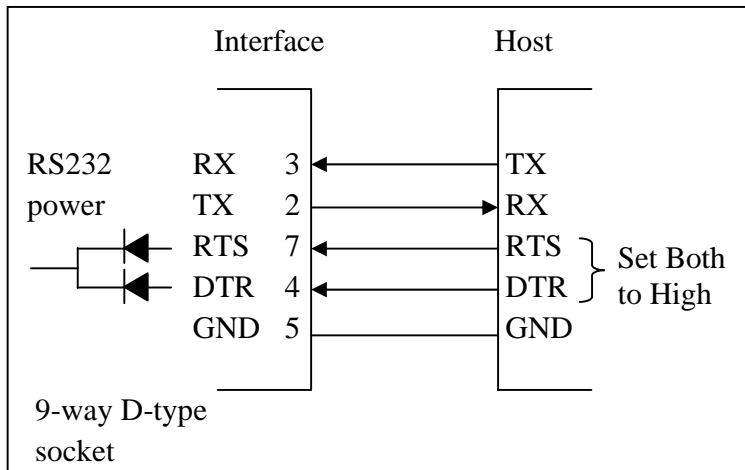 Interface Host
RS232 power
RX 3 TX
TX 2 RX
RTS 7 RTS
DTR 4 DTR
GND 5 GND
Set Both
to High
9-way D-type
socket